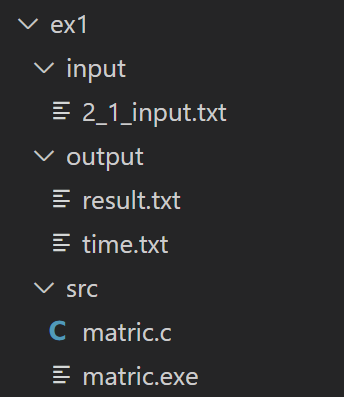 ex1
input
2_1_input.txt
output
result.txt
time.txt
src
C matric.c
matric.exe